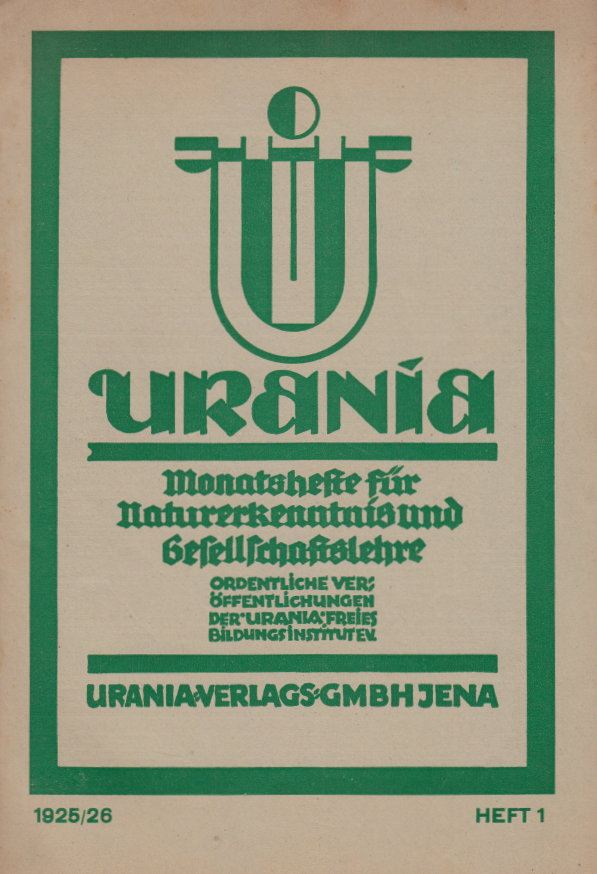 URANIA
Monatshefte für
Naturerkenntnis und
Gesellschaftslehre
ORDENTLICHE VER=
ÖFFENTLICHUNGEN
DER "URANIA" FREIES
BILDUNGSINSTITUT E.V.
URANIA=VERLAGS=GMBH JENA
1925/26
HEFT 1